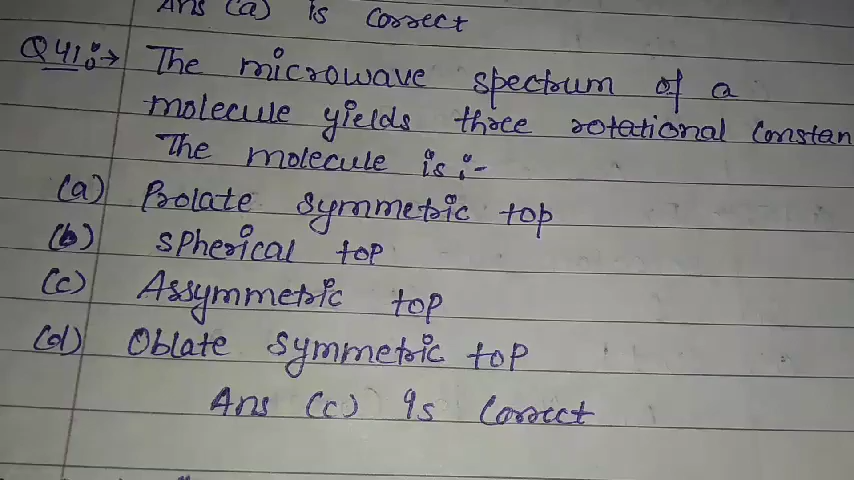 Ans (a) is correct
Q41:→ The microwave spectrum of a
molecule yields three rotational Constan
The molecule is:-
(a) Prolate symmetric top
(b) spherical top
(c) Assymmetric top
(d) Oblate symmetric top
Ans (c) is Correct